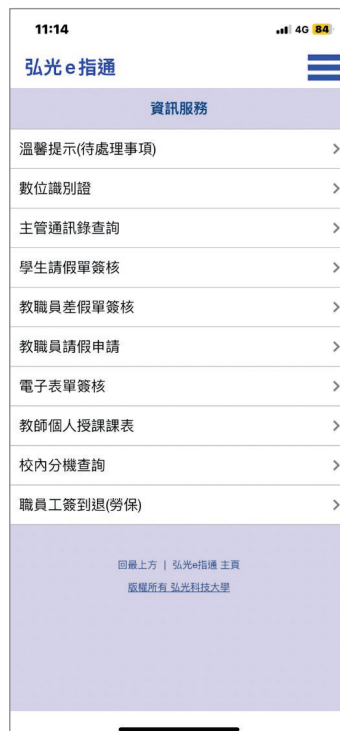 11:14 4G 84
弘光e指通
資訊服務
溫馨提示(待處理事項)
數位識別證
主管通訊錄查詢
學生請假單簽核
教職員差假單簽核
教職員請假申請
電子表單簽核
教師個人授課課表
校內分機查詢
職員工簽到退(勞保)
回最上方 | 弘光e指通 主頁
版權所有 弘光科技大學